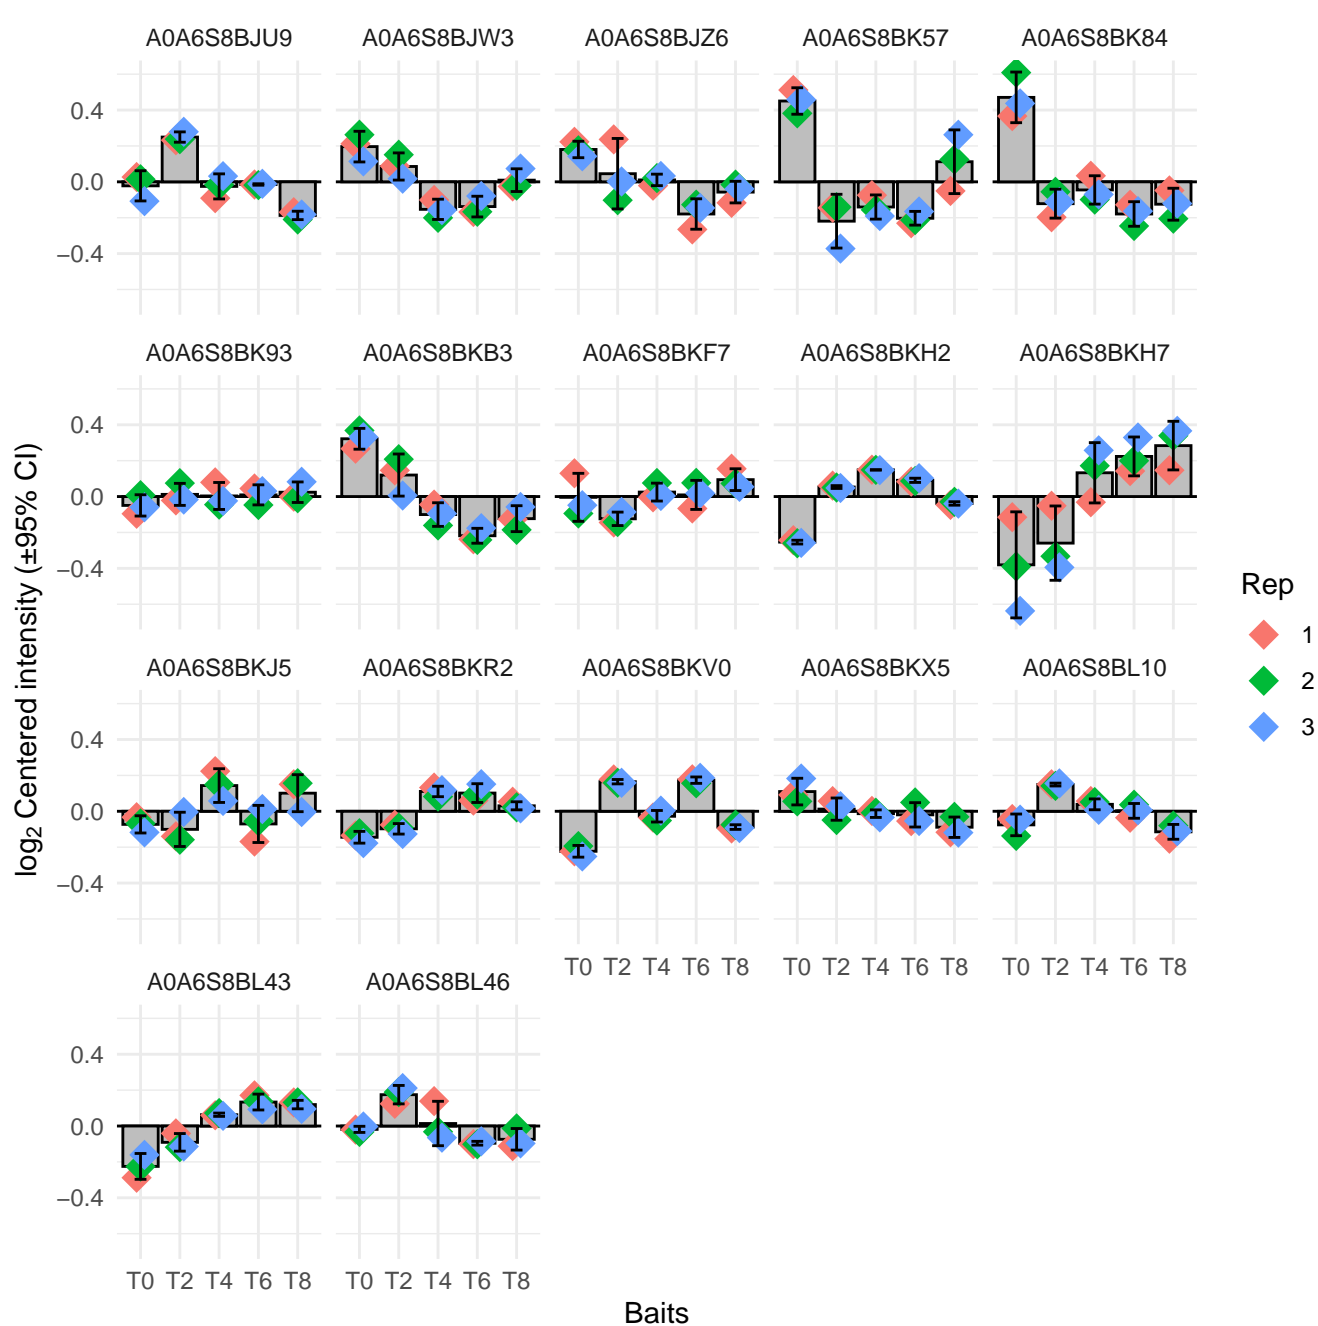 A0A6S8BJU9 A0A6S8BJW3 A0A6S8BJZ6 A0A6S8BK57 A0A6S8BK84
0.4
0.0
−0.4
A0A6S8BK93 A0A6S8BKB3 A0A6S8BKF7 A0A6S8BKH2 A0A6S8BKH7
0.4
0.0
−0.4
log2 Centered intensity (±95% CI)
Rep
1
2
3
A0A6S8BKJ5 A0A6S8BKR2 A0A6S8BKV0 A0A6S8BKX5 A0A6S8BL10
0.4
0.0
−0.4
T0 T2 T4 T6 T8 T0 T2 T4 T6 T8 T0 T2 T4 T6 T8
A0A6S8BL43 A0A6S8BL46
0.4
0.0
−0.4
T0 T2 T4 T6 T8 T0 T2 T4 T6 T8
Baits